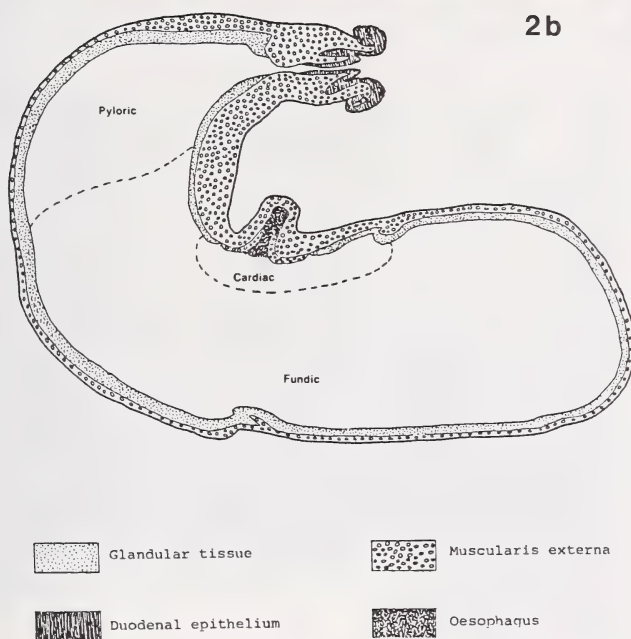 2b
Pyloric
Cardiac
Fundic
Glandular tissue
Muscularis externa
Duodenal epithelium
Oesophagus